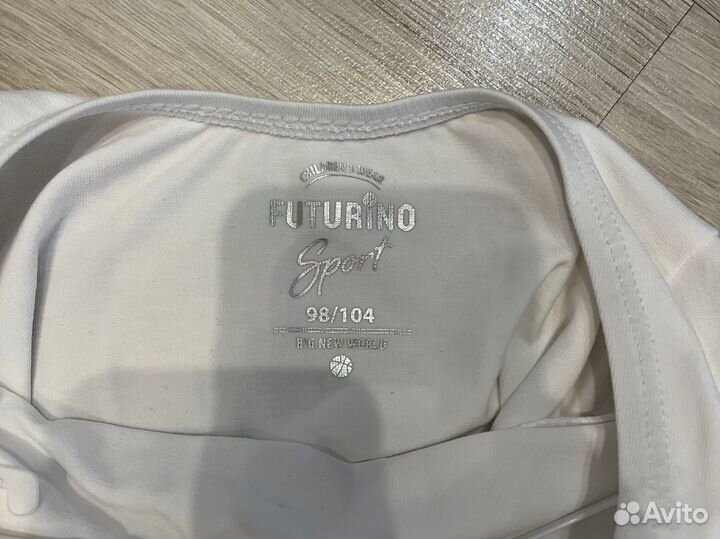 CHILDREN'S WEAR
FUTURINO
Sport
98/104
BIG NEW WORLD
Avito